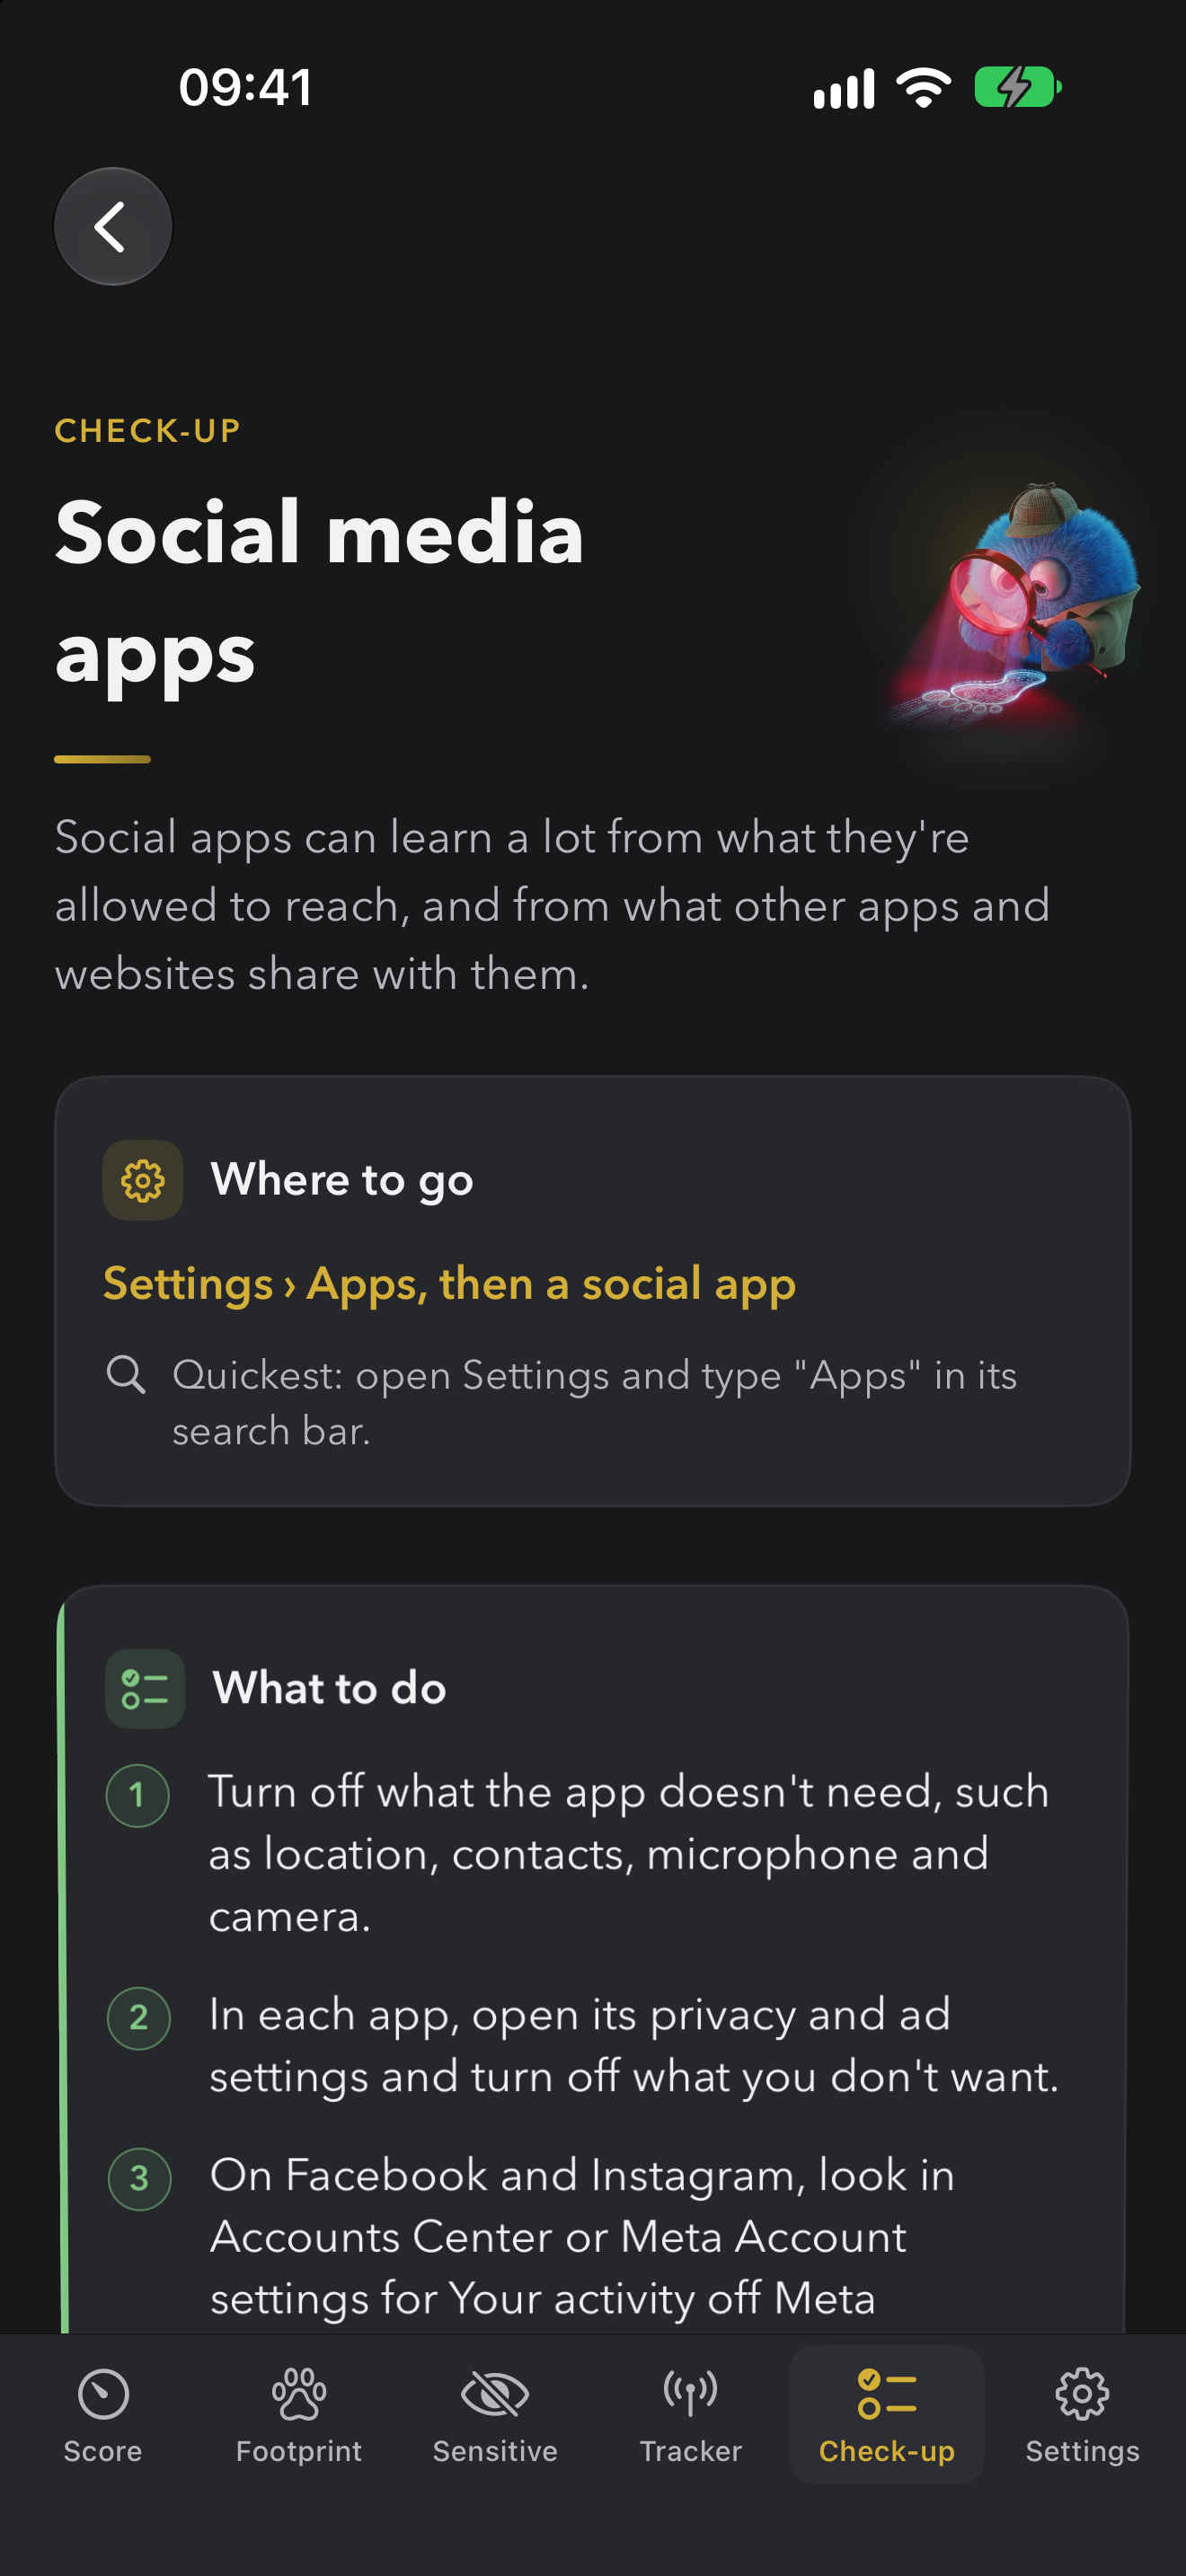 09:41
CHECK-UP
Social media
apps
Social apps can learn a lot from what they're
allowed to reach, and from what other apps and
websites share with them.
Where to go
Settings › Apps, then a social app
Quickest: open Settings and type "Apps" in its
search bar.
What to do
1 Turn off what the app doesn't need, such
as location, contacts, microphone and
camera.
2 In each app, open its privacy and ad
settings and turn off what you don't want.
3 On Facebook and Instagram, look in
Accounts Center or Meta Account
settings for Your activity off Meta
Score Footprint Sensitive Tracker Check-up Settings